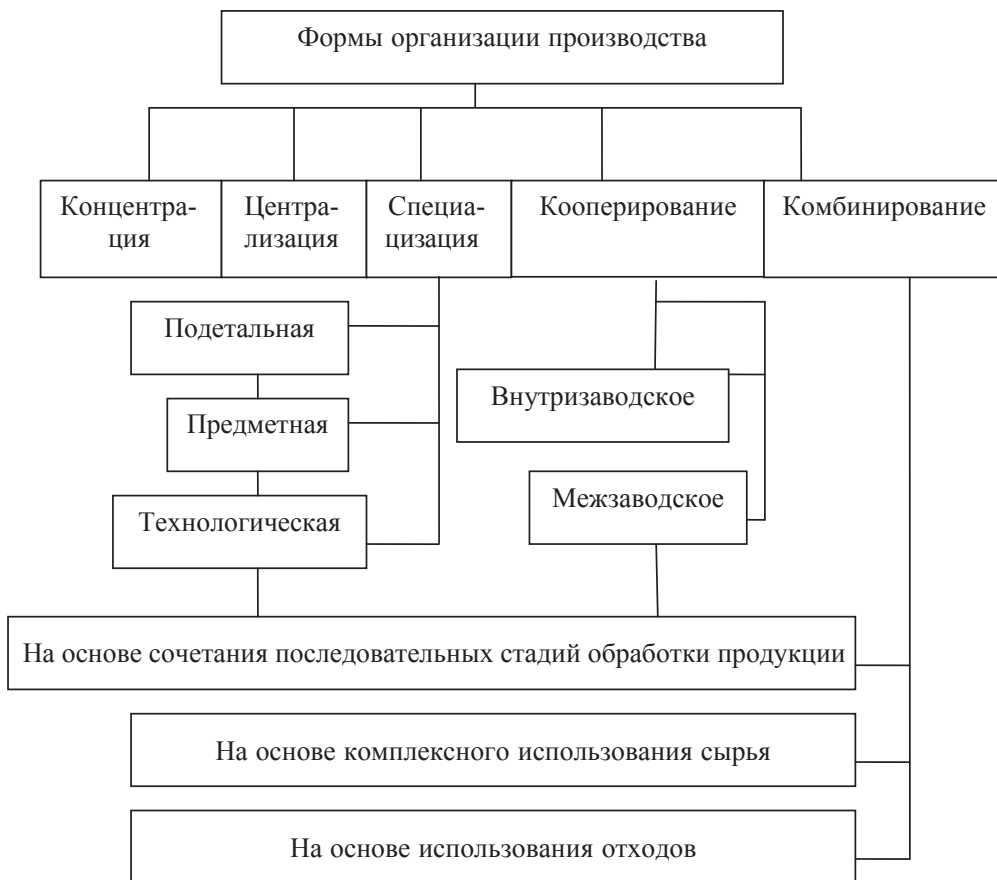 Формы организации производства
Концентра-
ция
Центра-
лизация
Специа-
цизация
Кооперирование
Комбинирование
Подетальная
Внутризаводское
Предметная
Межзаводское
Технологическая
На основе сочетания последовательных стадий обработки продукции
На основе комплексного использования сырья
На основе использования отходов